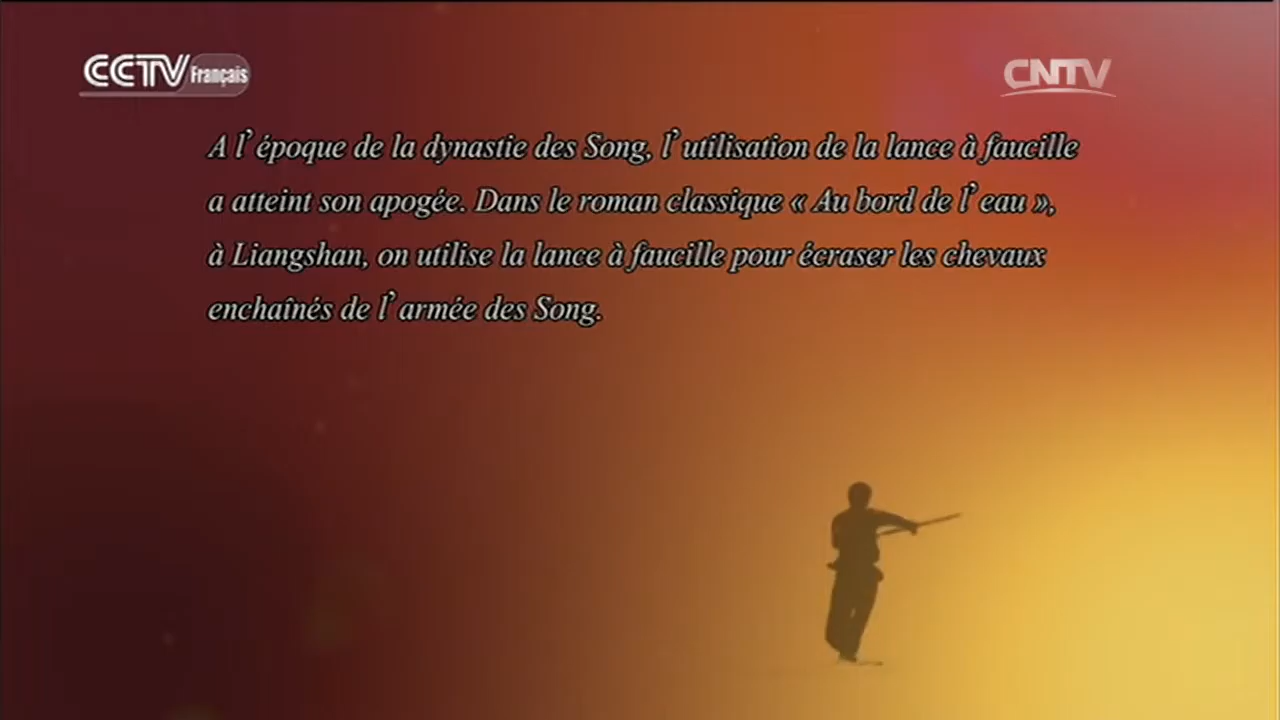 CCTV Français
CNTV
A l’époque de la dynastie des Song, l’utilisation de la lance à faucille
a atteint son apogée. Dans le roman classique « Au bord de l’eau »,
à Liangshan, on utilise la lance à faucille pour écraser les chevaux
enchaînés de l’armée des Song.